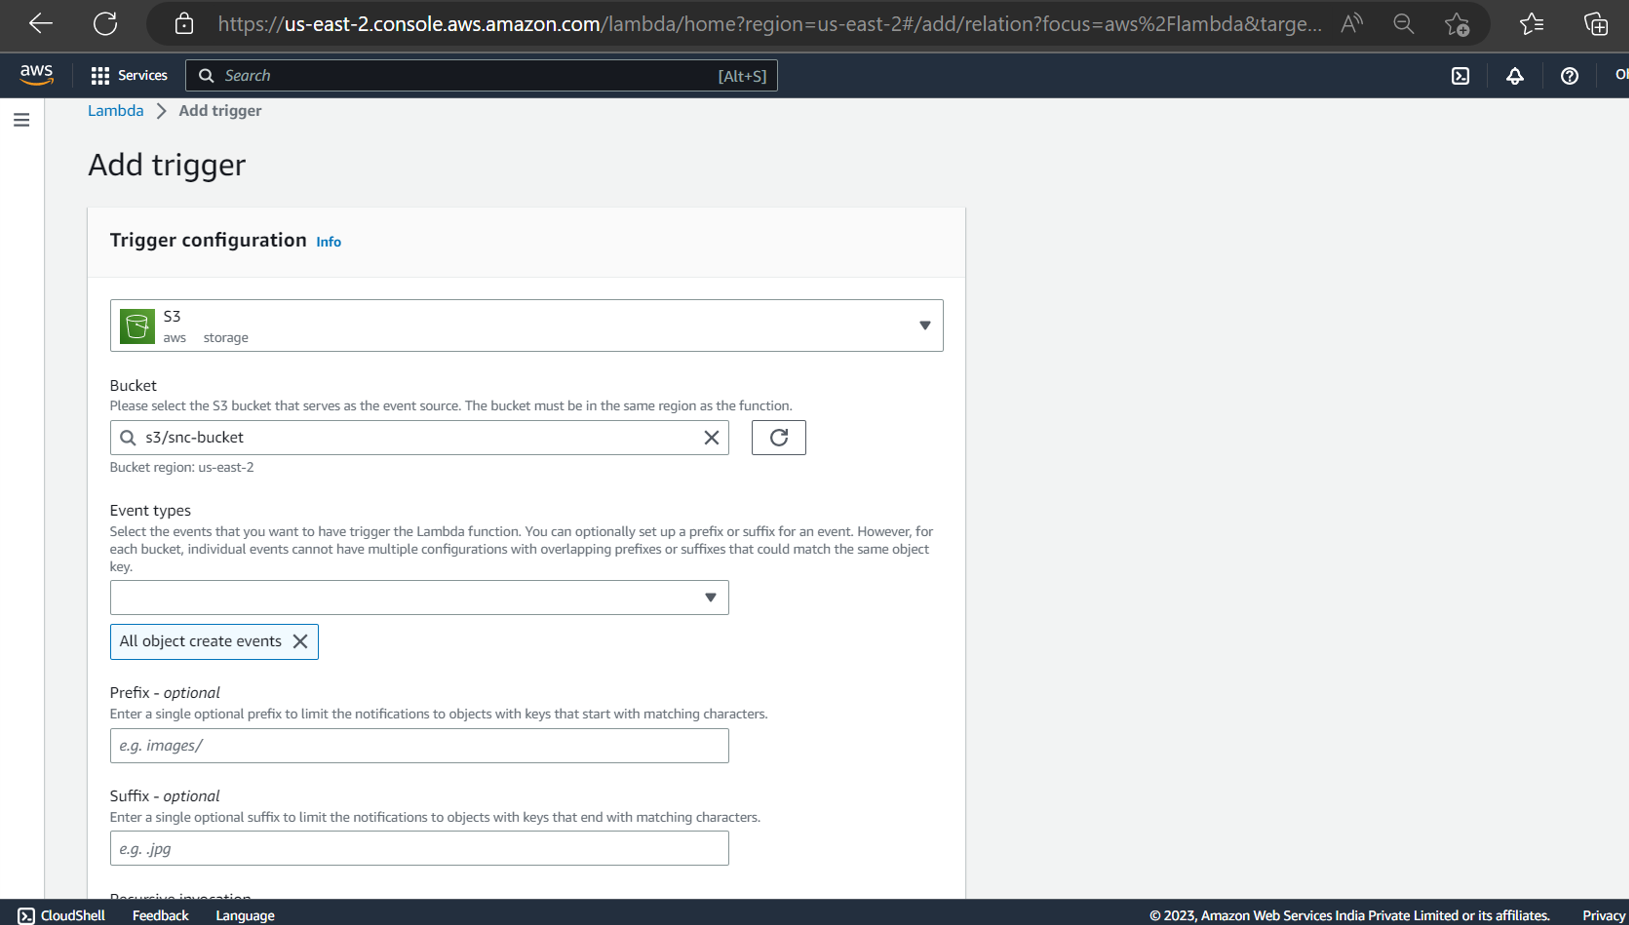 https://us-east-2.console.aws.amazon.com/lambda/home?region=us-east-2#/add/relation?focus=aws%2Flambda&targe...
aws Services Search [Alt+S]
Lambda > Add trigger
Add trigger
Trigger configuration Info
S3
aws storage
Bucket
Please select the S3 bucket that serves as the event source. The bucket must be in the same region as the function.
s3/snc-bucket
Bucket region: us-east-2
Event types
Select the events that you want to have trigger the Lambda function. You can optionally set up a prefix or suffix for an event. However, for
each bucket, individual events cannot have multiple configurations with overlapping prefixes or suffixes that could match the same object
key.
All object create events
Prefix - optional
Enter a single optional prefix to limit the notifications to objects with keys that start with matching characters.
e.g. images/
Suffix - optional
Enter a single optional suffix to limit the notifications to objects with keys that end with matching characters.
e.g. .jpg
Recursive invocation
CloudShell Feedback Language © 2023, Amazon Web Services India Private Limited or its affiliates. Privacy